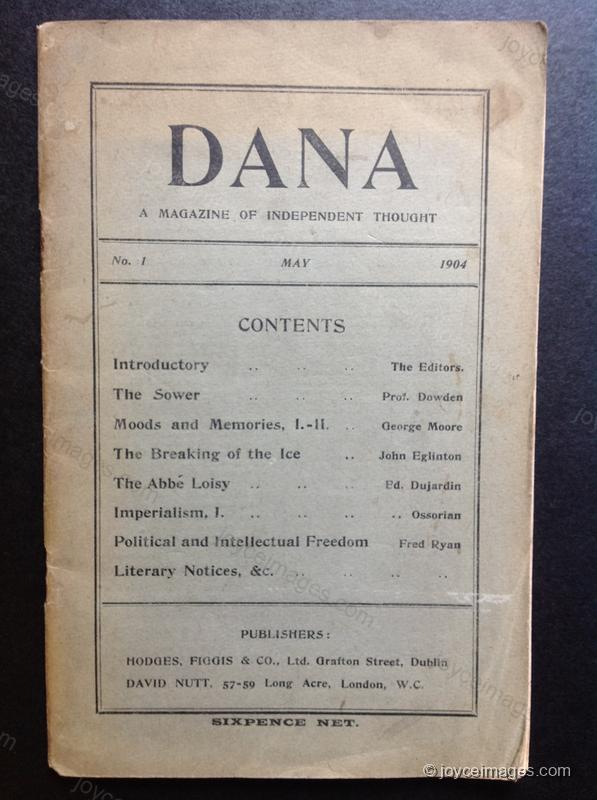 DANA
A MAGAZINE OF INDEPENDENT THOUGHT
No. 1 MAY 1904
CONTENTS
Introductory .. .. .. The Editors.
The Sower .. .. .. Prof. Dowden
Moods and Memories, I.-II. .. George Moore
The Breaking of the Ice .. John Eglinton
The Abbé Loisy .. .. .. Ed. Dujardin
Imperialism, I. .. .. .. .. Ossorian
Political and Intellectual Freedom Fred Ryan
Literary Notices, &c. .. .. ..
PUBLISHERS:
HODGES, FIGGIS & CO., Ltd. Grafton Street, Dublin
DAVID NUTT, 57-59 Long Acre, London, W.C.
SIXPENCE NET.
© joyceimages.com